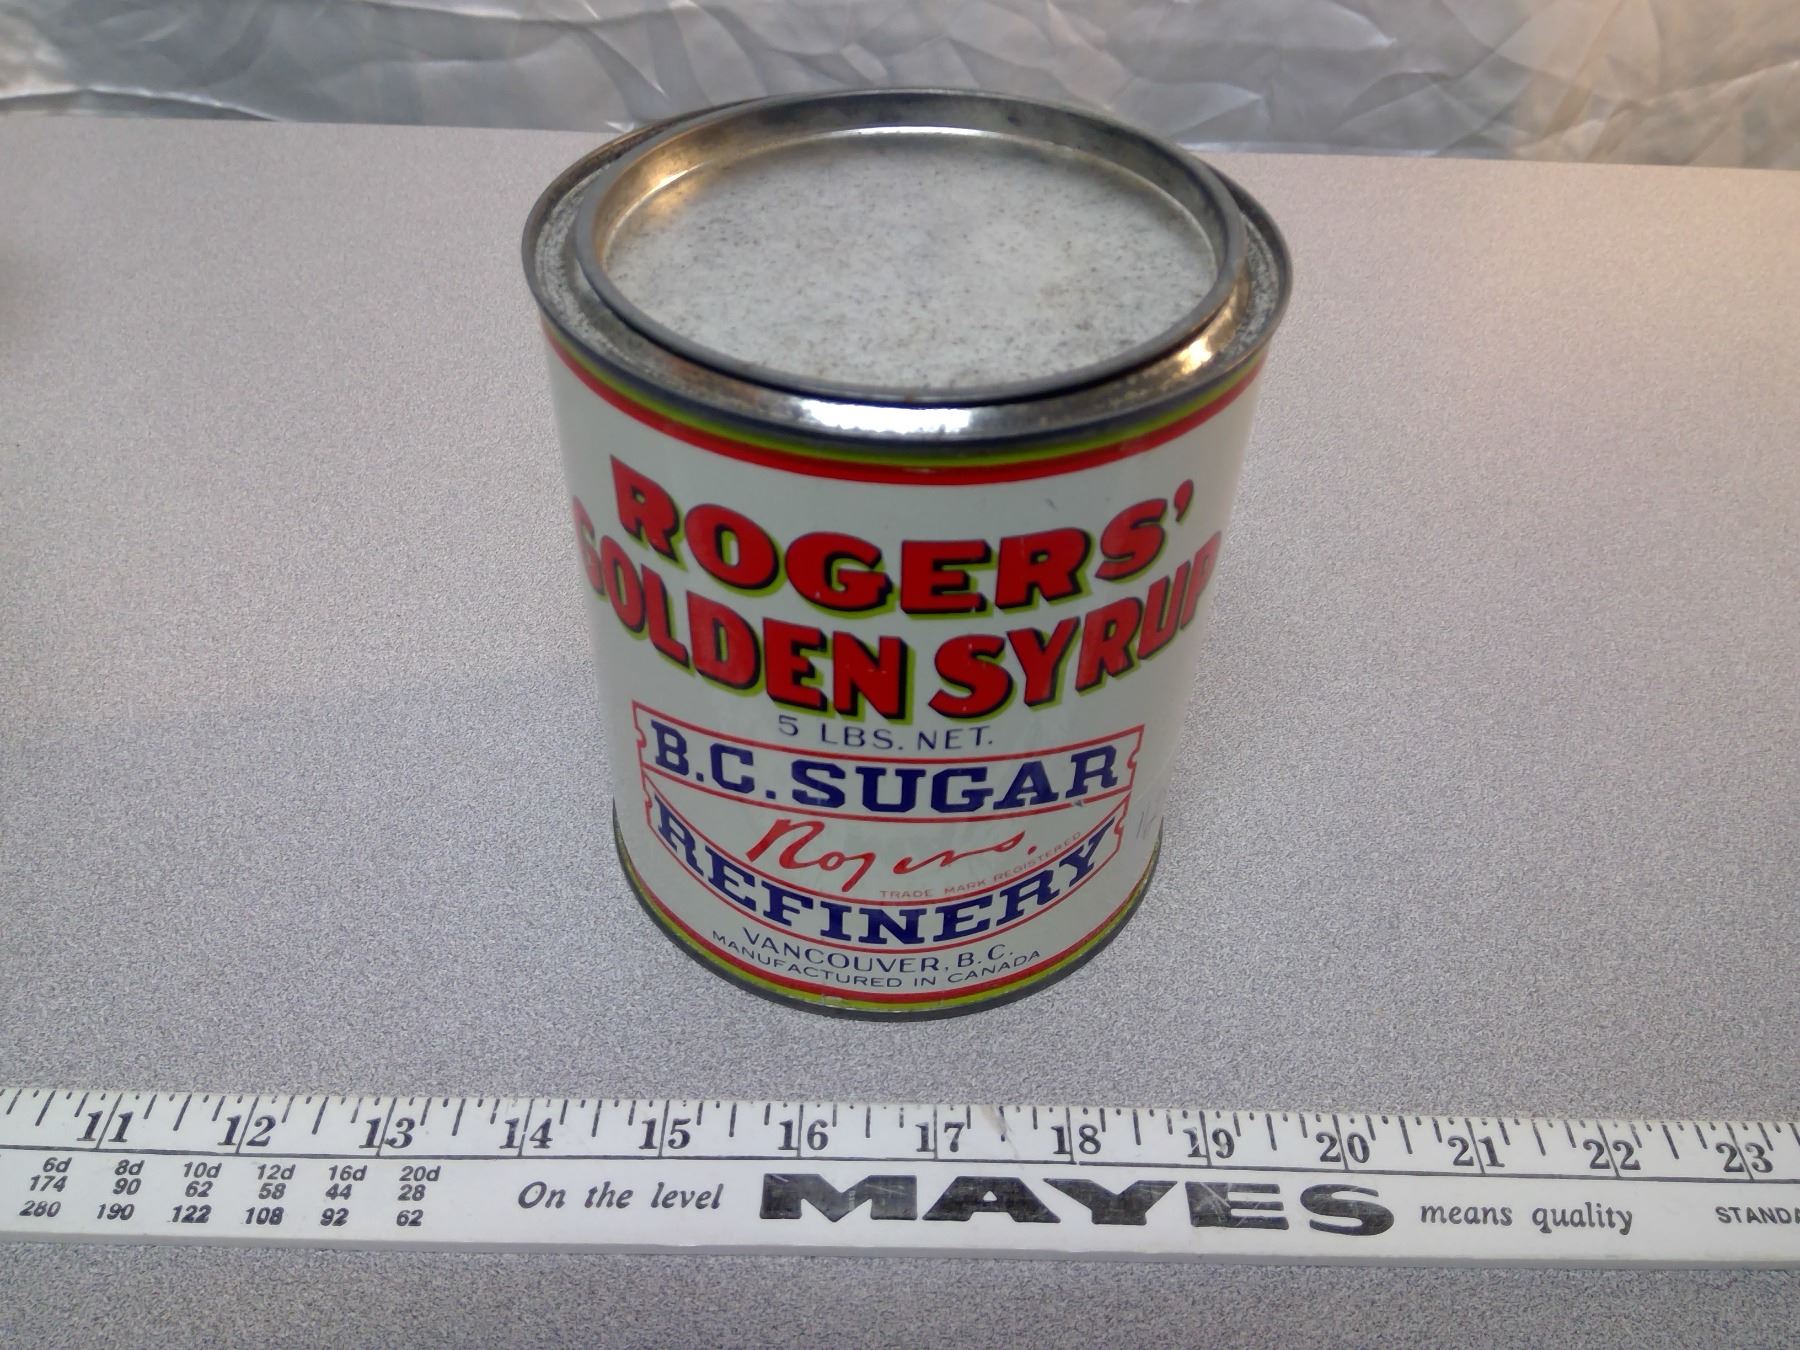 ROGERS'
GOLDEN SYRUP
5 LBS. NET.
B.C. SUGAR
Rogers.
TRADE MARK REGISTERED
REFINERY
VANCOUVER, B.C.
MANUFACTURED IN CANADA
11 12 13 14 15 16 17 18 19 20 21 22 23
6d 8d 10d 12d 16d 20d
174 90 62 58 44 28
280 190 122 108 92 62
On the level MAYES means quality